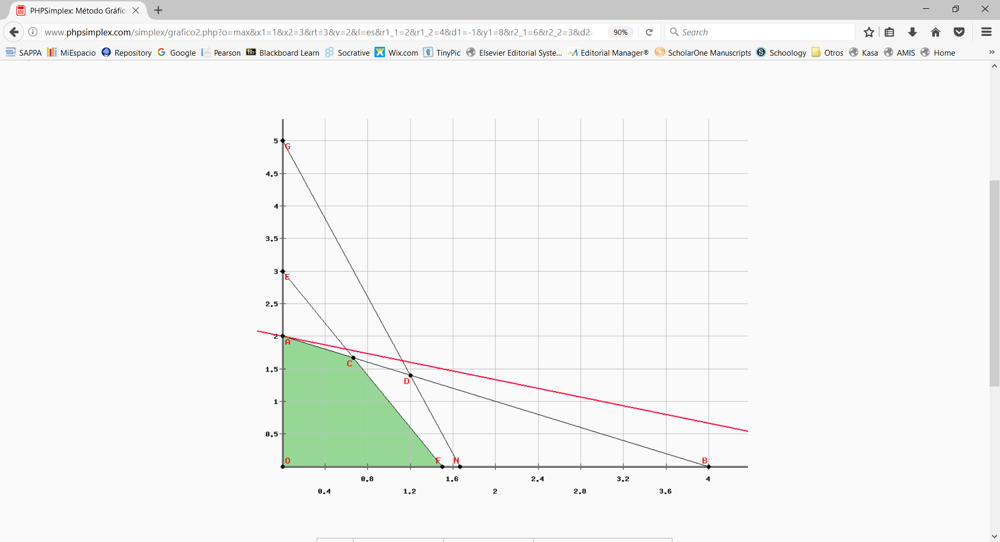 PHPSimplex: Método Gráfic
www.phpsimplex.com/simplex/grafico2.php?o=max&x1=1&x2=3&rt=3&v=2&l=es&r1_1=2&r1_2=4&d1=-1&y1=8&r2_1=6&r2_2=3&d2: 90% Search
SAPPA MiEspacio Repository Google Pearson Bb Blackboard Learn Socrative Wix.com TinyPic Elsevier Editorial Syste... Editorial Manager® ScholarOne Manuscripts Schoology Otros Kasa AMIS Home
5
G
4.5
4
3.5
3
E
2.5
2
A
C
1.5
D
1
0.5
O F H B
0.8 1.6 2.4 3.2 4
0.4 1.2 2 2.8 3.6